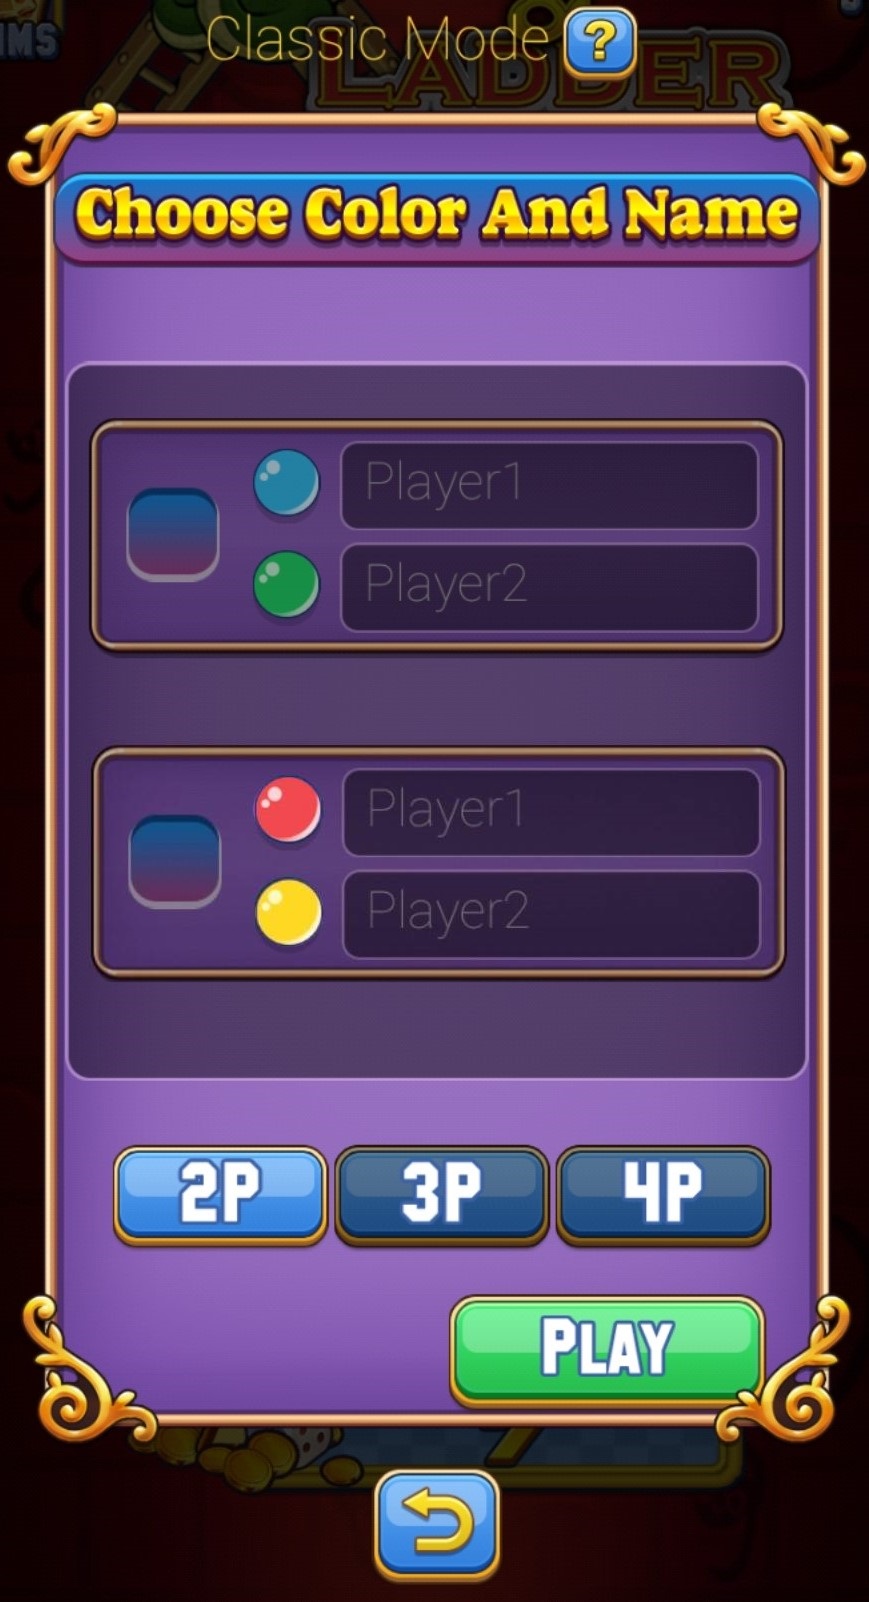 IMS
Classic Mode ?
LADDER
Choose Color And Name
Player1
Player2
Player1
Player2
2P 3P 4P
PLAY